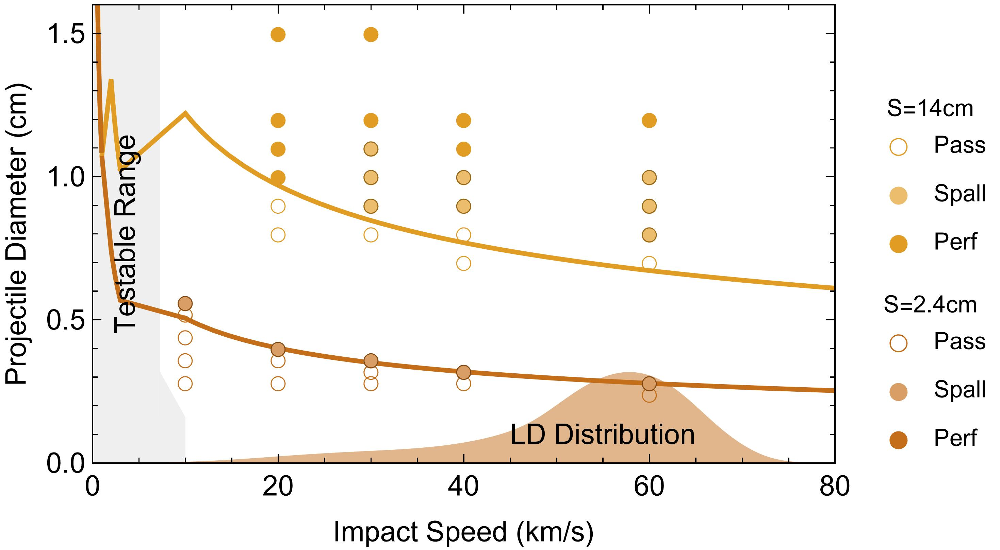 Projectile Diameter (cm)
1.5
1.0
0.5
0.0
Testable Range
LD Distribution
0 20 40 60 80
Impact Speed (km/s)
S=14cm
Pass
Spall
Perf
S=2.4cm
Pass
Spall
Perf